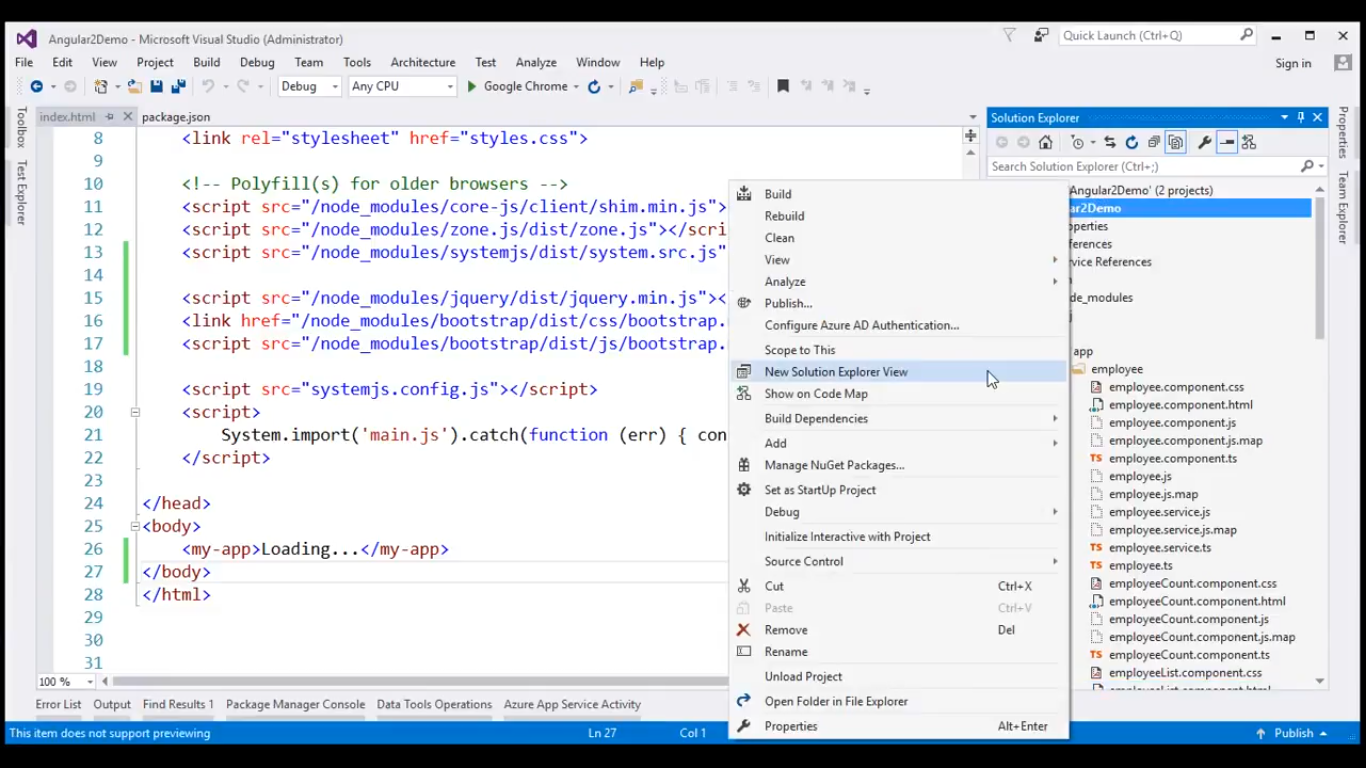 Angular2Demo - Microsoft Visual Studio (Administrator)
Quick Launch (Ctrl+Q)
File Edit View Project Build Debug Team Tools Architecture Test Analyze Window Help
Sign in
Debug Any CPU Google Chrome
Toolbox
Test Explorer
index.html package.json
8 <link rel="stylesheet" href="styles.css">
9
10 <!-- Polyfill(s) for older browsers -->
11 <script src="/node_modules/core-js/client/shim.min.js">
12 <script src="/node_modules/zone.js/dist/zone.js"></scri
13 <script src="/node_modules/systemjs/dist/system.src.js"
14
15 <script src="/node_modules/jquery/dist/jquery.min.js"><
16 <link href="/node_modules/bootstrap/dist/css/bootstrap.
17 <script src="/node_modules/bootstrap/dist/js/bootstrap.
18
19 <script src="systemjs.config.js"></script>
20 <script>
21 System.import('main.js').catch(function (err) { con
22 </script>
23
24 </head>
25 <body>
26 <my-app>Loading...</my-app>
27 </body>
28 </html>
29
30
31
100 %
Build
Rebuild
Clean
View
Analyze
Publish...
Configure Azure AD Authentication...
Scope to This
New Solution Explorer View
Show on Code Map
Build Dependencies
Add
Manage NuGet Packages...
Set as StartUp Project
Debug
Initialize Interactive with Project
Source Control
Cut Ctrl+X
Paste Ctrl+V
Remove Del
Rename
Unload Project
Open Folder in File Explorer
Properties Alt+Enter
Solution Explorer
Search Solution Explorer (Ctrl+;)
Angular2Demo' (2 projects)
ar2Demo
perties
erences
vice References
de_modules
app
employee
employee.component.css
employee.component.html
employee.component.js
employee.component.js.map
employee.component.ts
employee.js
employee.js.map
employee.service.js
employee.service.js.map
employee.service.ts
employee.ts
employeeCount.component.css
employeeCount.component.html
employeeCount.component.js
employeeCount.component.js.map
employeeCount.component.ts
employeeList.component.css
employeeList.component.html
Properties
Team Explorer
Error List Output Find Results 1 Package Manager Console Data Tools Operations Azure App Service Activity
This item does not support previewing Ln 27 Col 1 Publish